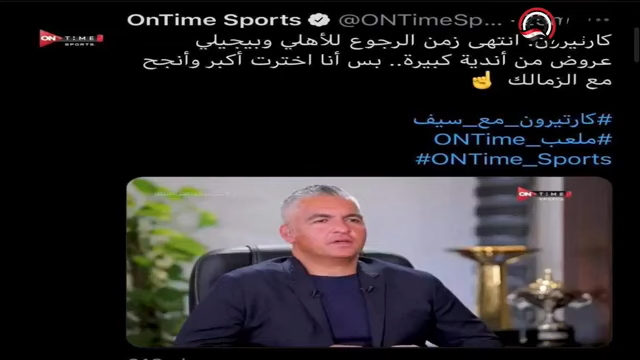 OnTime Sports @ONTimeSp...
كارتيرون: انتهى زمن الرجوع للأهلي وبيجيلي
عروض من أندية كبيرة.. بس أنا اخترت أكبر وأنجح
مع الزمالك ☝
#كارتيرون_مع_سيف
#ملعب_ONTime
#ONTime_Sports
ON TIME
SPORTS
ON TIME
SPORTS